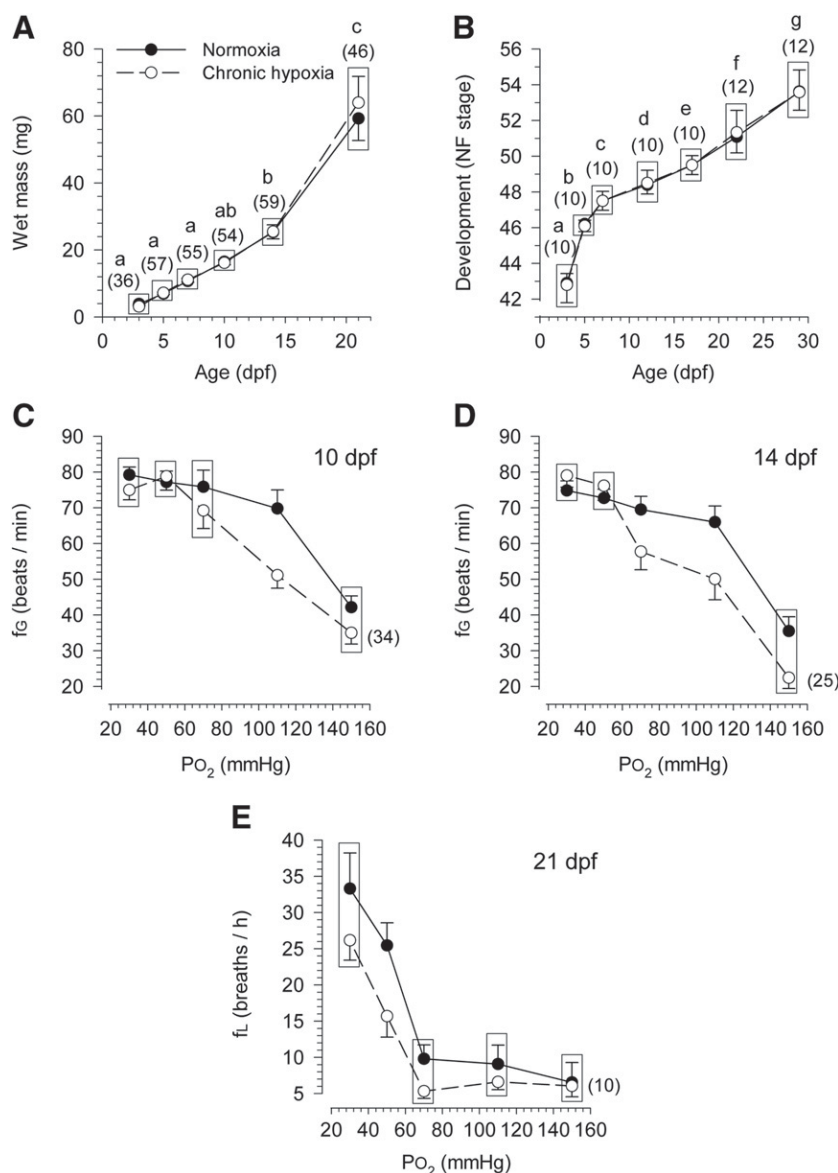 A
Normoxia
Chronic hypoxia
Wet mass (mg)
80
60
40
20
0
a
(36)
a
(57)
a
(55)
ab
(54)
b
(59)
c
(46)
0 5 10 15 20
Age (dpf)
B
Development (NF stage)
56
54
52
50
48
46
44
42
a
(10)
b
(10)
c
(10)
d
(10)
e
(10)
f
(12)
g
(12)
0 5 10 15 20 25 30
Age (dpf)
C
10 dpf
fG (beats / min)
90
80
70
60
50
40
30
20
(34)
20 40 60 80 100 120 140 160
PO2 (mmHg)
D
14 dpf
fG (beats / min)
90
80
70
60
50
40
30
20
(25)
20 40 60 80 100 120 140 160
PO2 (mmHg)
E
21 dpf
fL (breaths / h)
40
35
30
25
20
15
10
5
(10)
20 40 60 80 100 120 140 160
PO2 (mmHg)